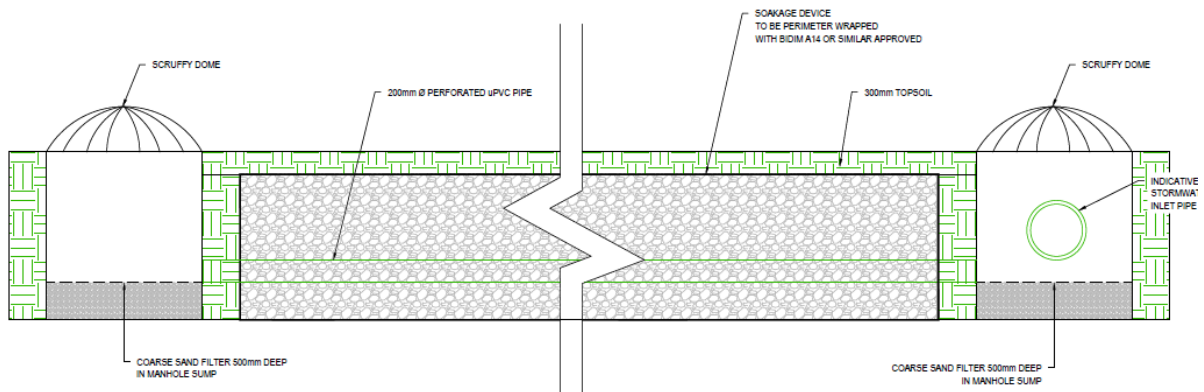 SOAKAGE DEVICE
TO BE PERIMETER WRAPPED
WITH BIDIM A14 OR SIMILAR APPROVED
SCRUFFY DOME
SCRUFFY DOME
200mm Ø PERFORATED uPVC PIPE
300mm TOPSOIL
INDICATIVE
STORMWAT
INLET PIPE
COARSE SAND FILTER 500mm DEEP
IN MANHOLE SUMP
COARSE SAND FILTER 500mm DEEP
IN MANHOLE SUMP